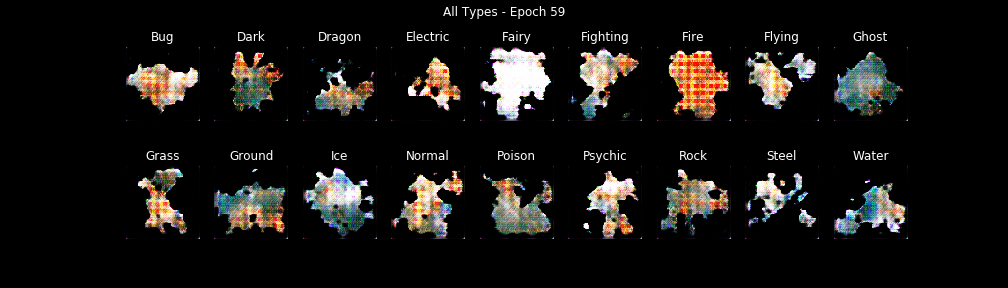 All Types - Epoch 59
Bug Dark Dragon Electric Fairy Fighting Fire Flying Ghost
Grass Ground Ice Normal Poison Psychic Rock Steel Water